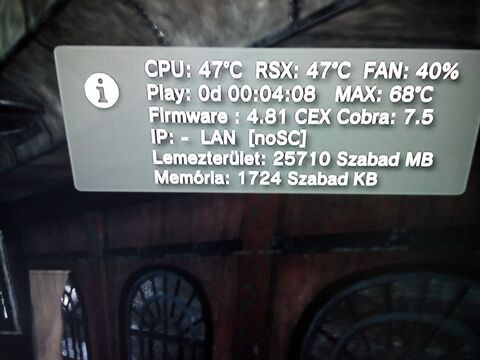 CPU: 47°C RSX: 47°C FAN: 40%
Play: 0d 00:04:08 MAX: 68°C
Firmware : 4.81 CEX Cobra: 7.5
IP: - LAN [noSC]
Lemezterület: 25710 Szabad MB
Memória: 1724 Szabad KB